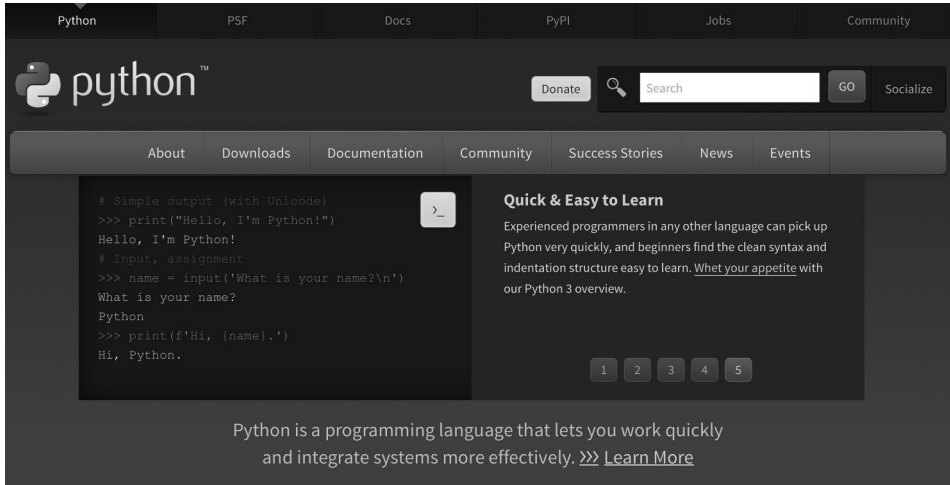 Python PSF Docs PyPI Jobs Community
python™
Donate Search GO Socialize
About Downloads Documentation Community Success Stories News Events
# Simple output (with Unicode)
>>> print("Hello, I'm Python!")
Hello, I'm Python!
# Input, assignment
>>> name = input('What is your name?\n')
What is your name?
Python
>>> print(f'Hi, {name}.')
Hi, Python.
>_
Quick & Easy to Learn
Experienced programmers in any other language can pick up
Python very quickly, and beginners find the clean syntax and
indentation structure easy to learn. Whet your appetite with
our Python 3 overview.
1 2 3 4 5
Python is a programming language that lets you work quickly
and integrate systems more effectively. >>> Learn More